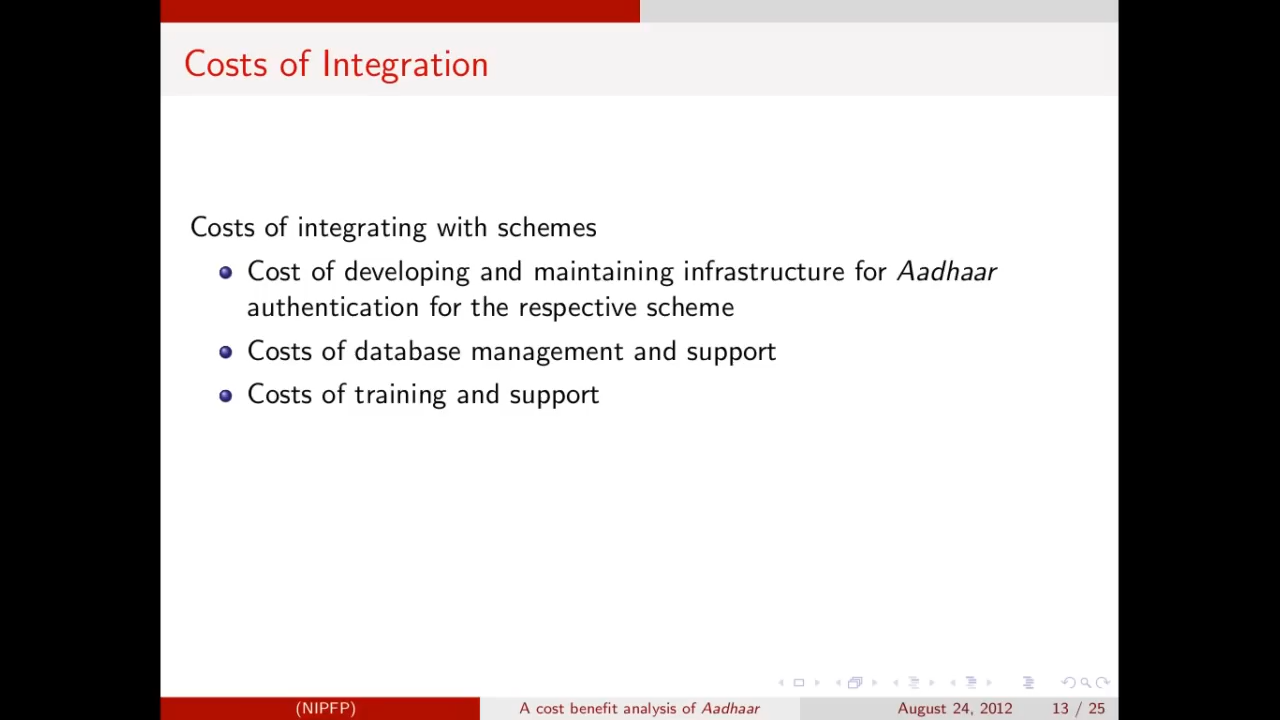 Costs of Integration
Costs of integrating with schemes
Cost of developing and maintaining infrastructure for Aadhaar
authentication for the respective scheme
Costs of database management and support
Costs of training and support
(NIPFP)
A cost benefit analysis of Aadhaar
August 24, 2012
13 / 25